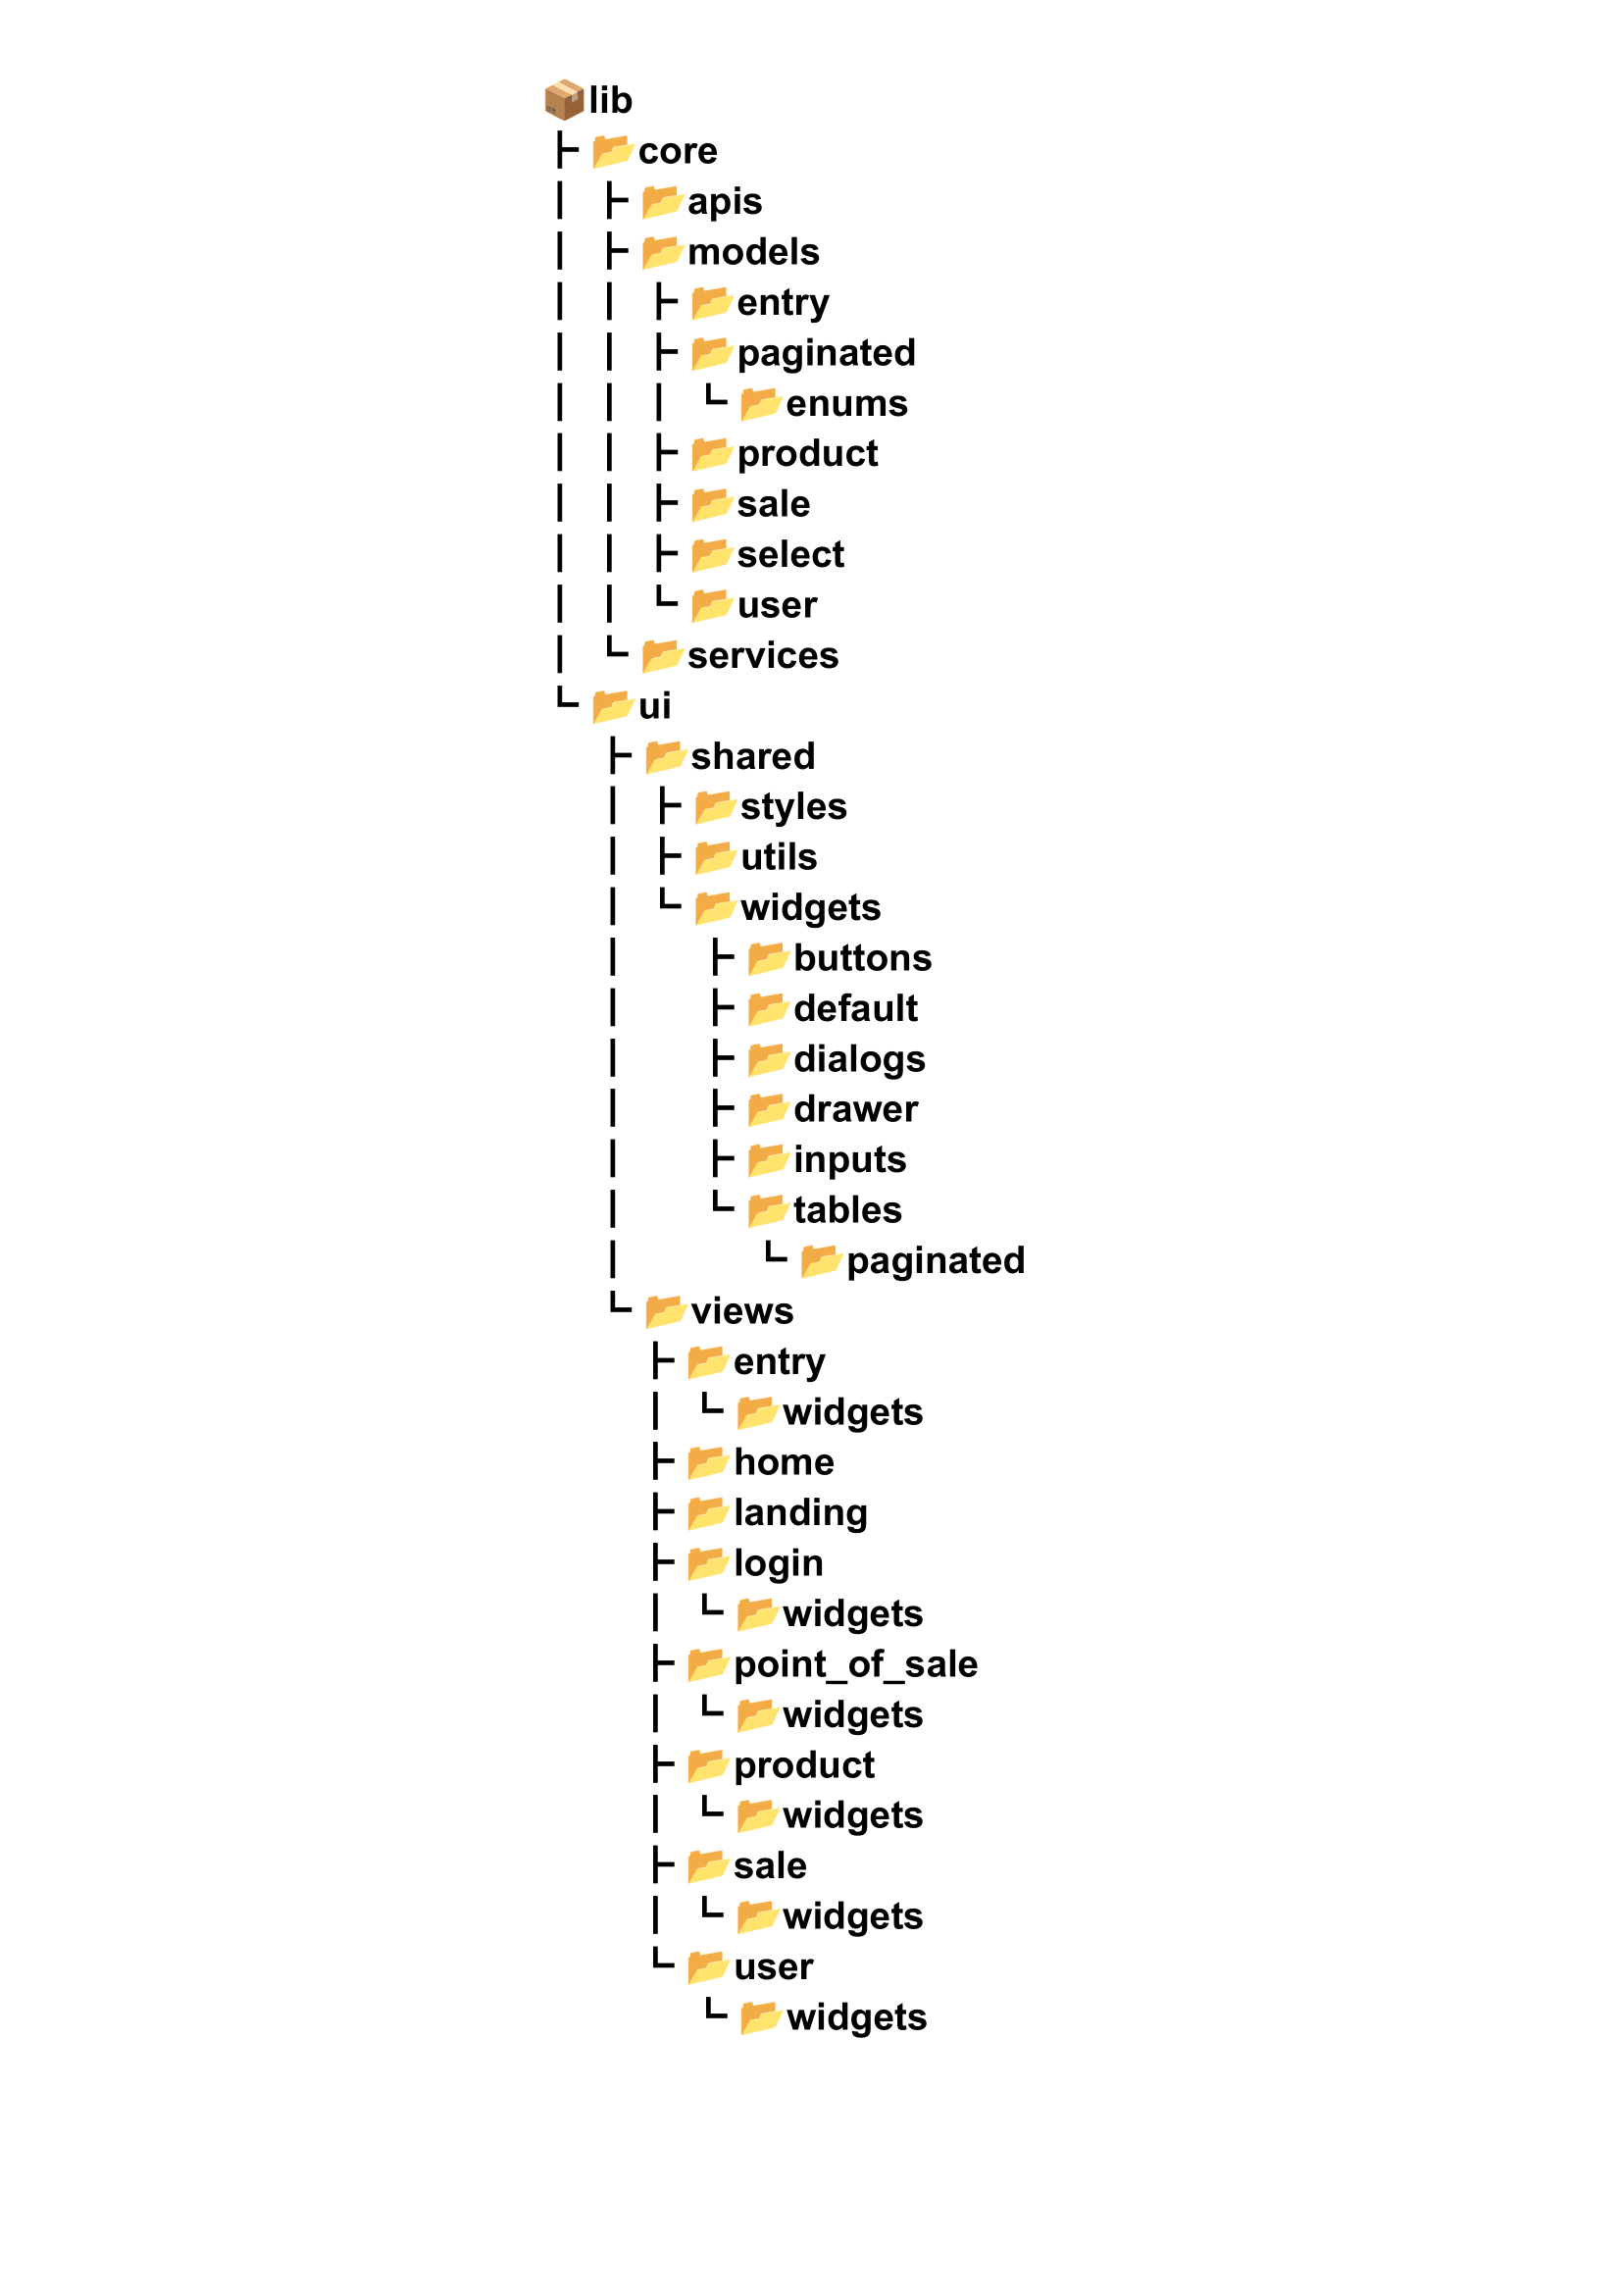 📦lib
┣ 📂core
┃ ┣ 📂apis
┃ ┣ 📂models
┃ ┃ ┣ 📂entry
┃ ┃ ┣ 📂paginated
┃ ┃ ┃ ┗ 📂enums
┃ ┃ ┣ 📂product
┃ ┃ ┣ 📂sale
┃ ┃ ┣ 📂select
┃ ┃ ┗ 📂user
┃ ┗ 📂services
┗ 📂ui
  ┣ 📂shared
  ┃ ┣ 📂styles
  ┃ ┣ 📂utils
  ┃ ┗ 📂widgets
  ┃   ┣ 📂buttons
  ┃   ┣ 📂default
  ┃   ┣ 📂dialogs
  ┃   ┣ 📂drawer
  ┃   ┣ 📂inputs
  ┃   ┗ 📂tables
  ┃     ┗ 📂paginated
  ┗ 📂views
    ┣ 📂entry
    ┃ ┗ 📂widgets
    ┣ 📂home
    ┣ 📂landing
    ┣ 📂login
    ┃ ┗ 📂widgets
    ┣ 📂point_of_sale
    ┃ ┗ 📂widgets
    ┣ 📂product
    ┃ ┗ 📂widgets
    ┣ 📂sale
    ┃ ┗ 📂widgets
    ┗ 📂user
      ┗ 📂widgets